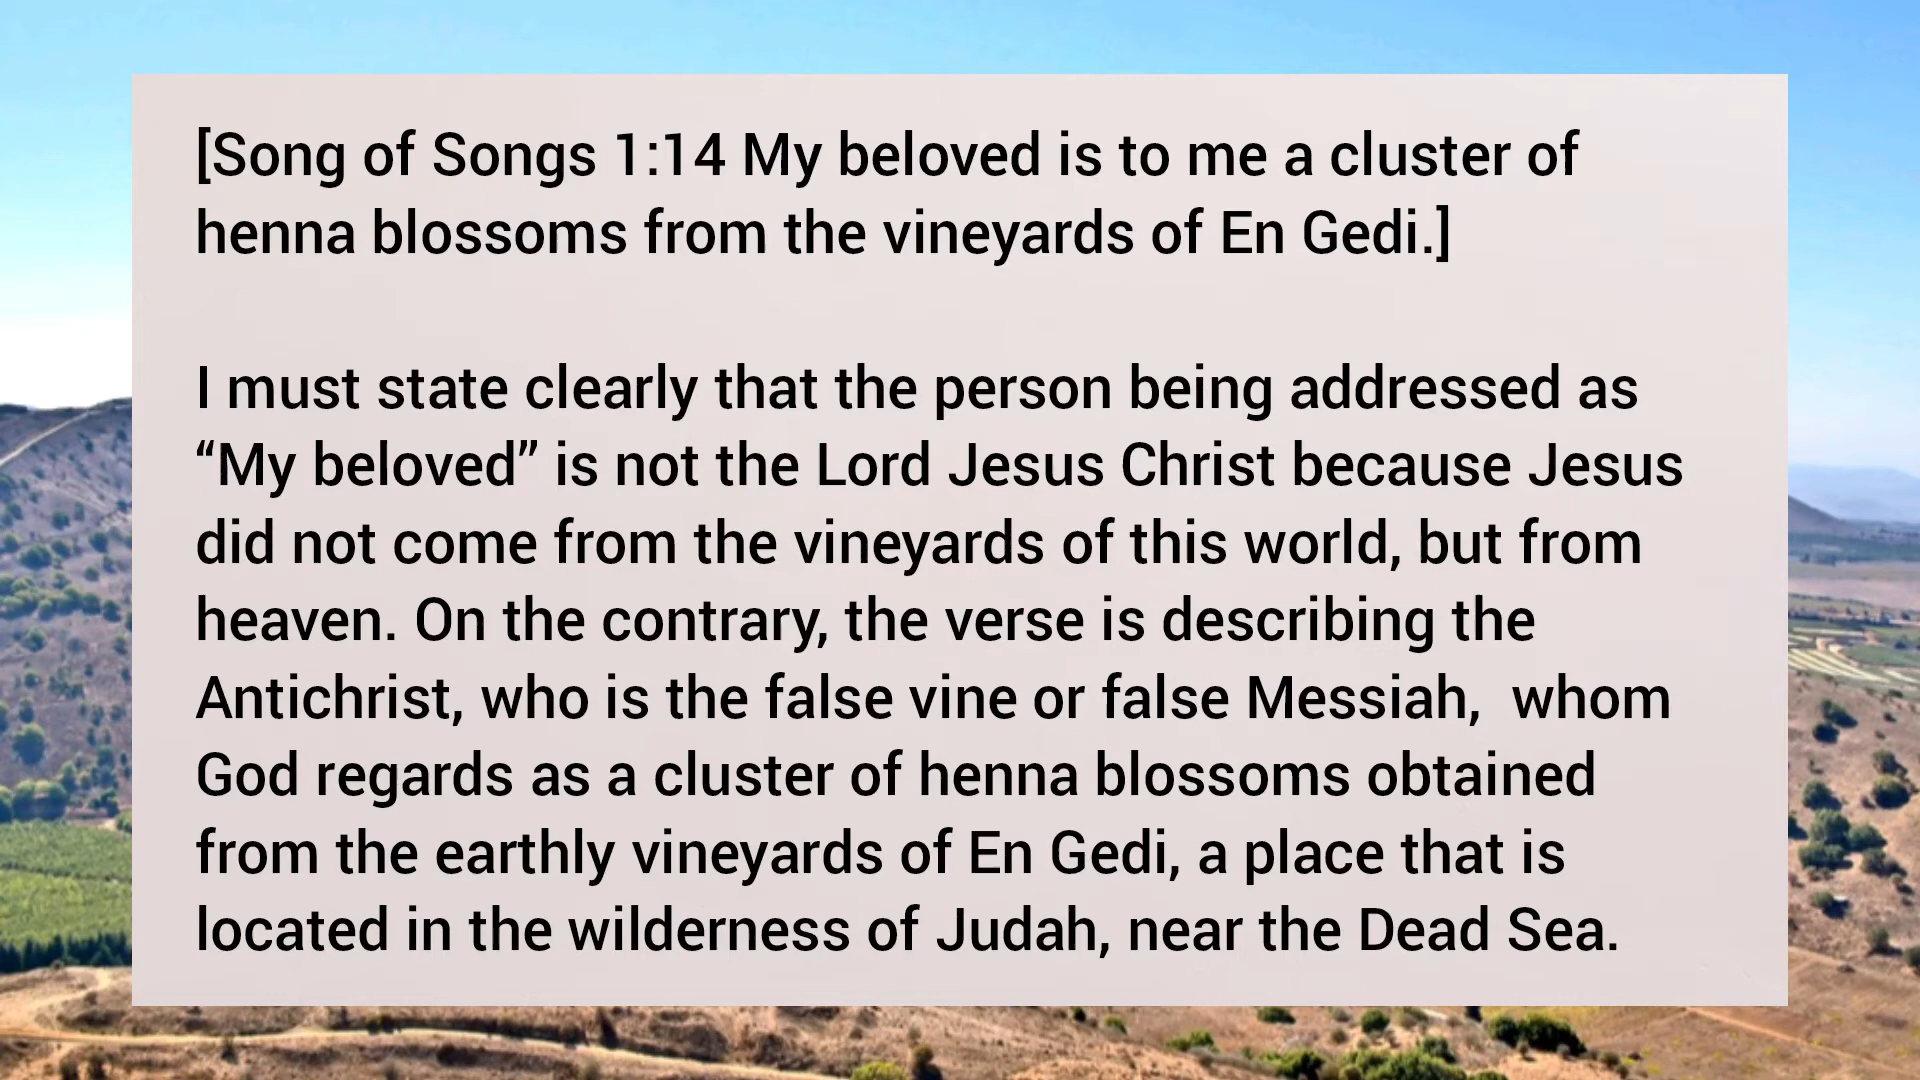 [Song of Songs 1:14 My beloved is to me a cluster of
henna blossoms from the vineyards of En Gedi.]
I must state clearly that the person being addressed as
“My beloved” is not the Lord Jesus Christ because Jesus
did not come from the vineyards of this world, but from
heaven. On the contrary, the verse is describing the
Antichrist, who is the false vine or false Messiah,  whom
God regards as a cluster of henna blossoms obtained
from the earthly vineyards of En Gedi, a place that is
located in the wilderness of Judah, near the Dead Sea.